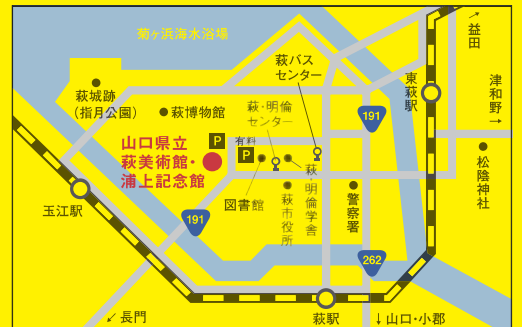 菊ヶ浜海水浴場
益田
萩バス
センター
東萩駅
津和野
萩城跡
（指月公園）
萩博物館
萩・明倫
センター
191
山口県立
萩美術館・
浦上記念館
P
有料
P
図書館
萩市役所
萩・明倫学舎
警察署
松陰神社
玉江駅
191
262
萩駅
長門
山口・小郡